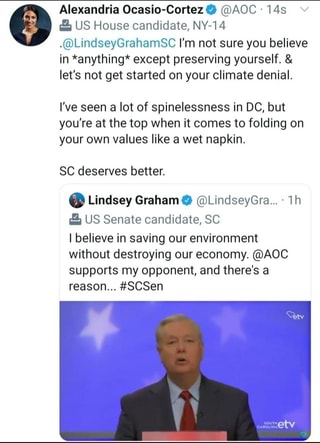 Alexandria Ocasio-Cortez @AOC · 14s
US House candidate, NY-14
.@LindseyGrahamSC I'm not sure you believe
in *anything* except preserving yourself. &
let's not get started on your climate denial.
I've seen a lot of spinelessness in DC, but
you're at the top when it comes to folding on
your own values like a wet napkin.
SC deserves better.
Lindsey Graham @LindseyGra... · 1h
US Senate candidate, SC
I believe in saving our environment
without destroying our economy. @AOC
supports my opponent, and there's a
reason... #SCSen
etv
etv